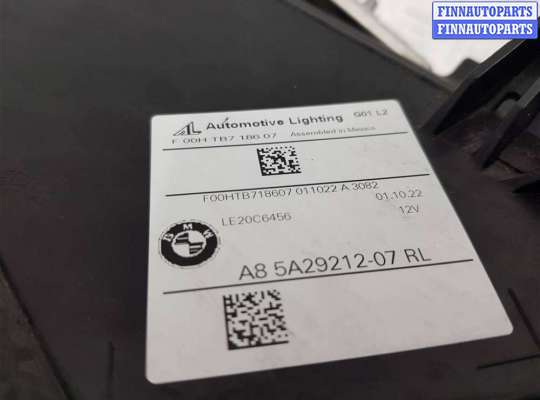 FINNAUTOPARTS
FINNAUTOPARTS
AL Automotive Lighting G01 L2
F 00H TB7 186 07 Assembled in Mexico
F00HTB718607 011022 A 3082
LE20C6456 01.10.22
12V
BMW
A8 5A29212-07 RL